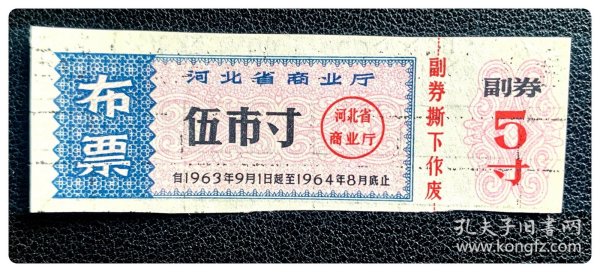 布票
河北省商业厅
伍市寸
河北省
商业厅
自1963年9月1日起至1964年8月底止
副券撕下作废
副券
5寸
孔夫子旧书网
www.kongfz.com